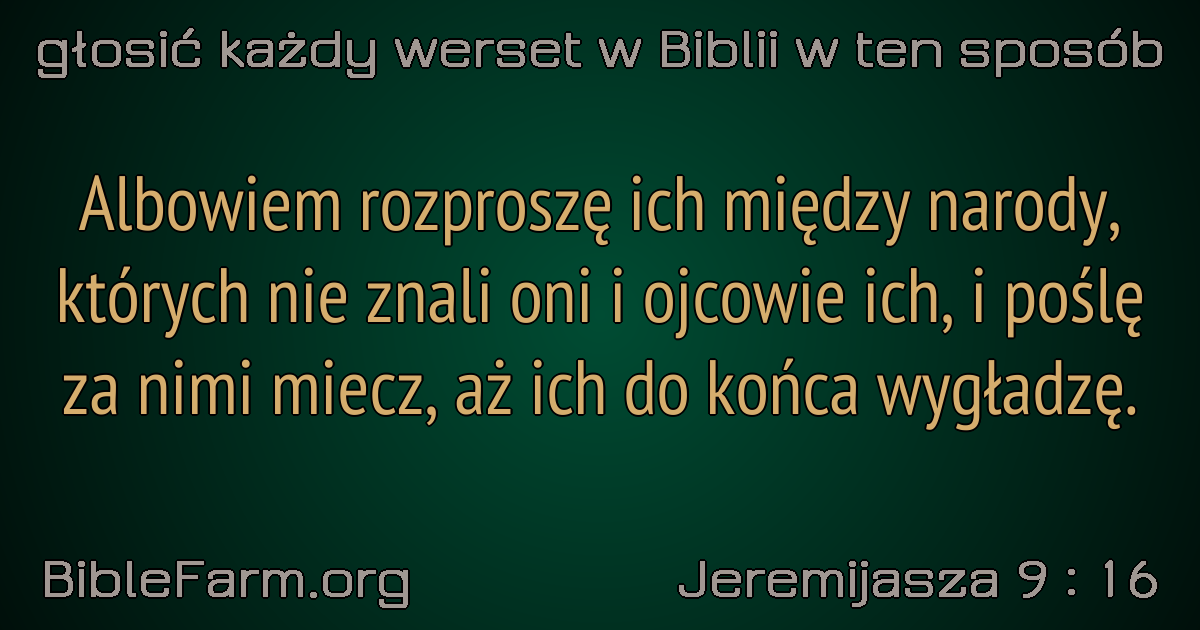 głosić każdy werset w Biblii w ten sposób
Albowiem rozproszę ich między narody,
których nie znali oni i ojcowie ich, i poślę
za nimi miecz, aż ich do końca wygładzę.
BibleFarm.org
Jeremijasza 9 : 16